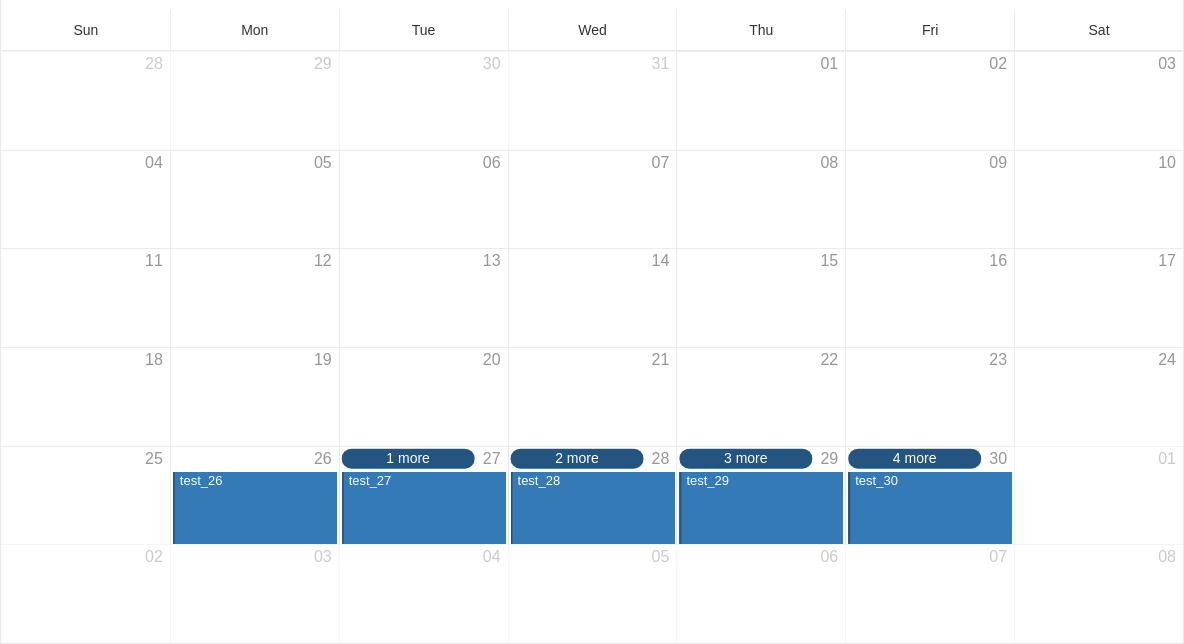 Sun Mon Tue Wed Thu Fri Sat
28 29 30 31 01 02 03
04 05 06 07 08 09 10
11 12 13 14 15 16 17
18 19 20 21 22 23 24
25 26 1 more 27 2 more 28 3 more 29 4 more 30 01
test_26 test_27 test_28 test_29 test_30
02 03 04 05 06 07 08